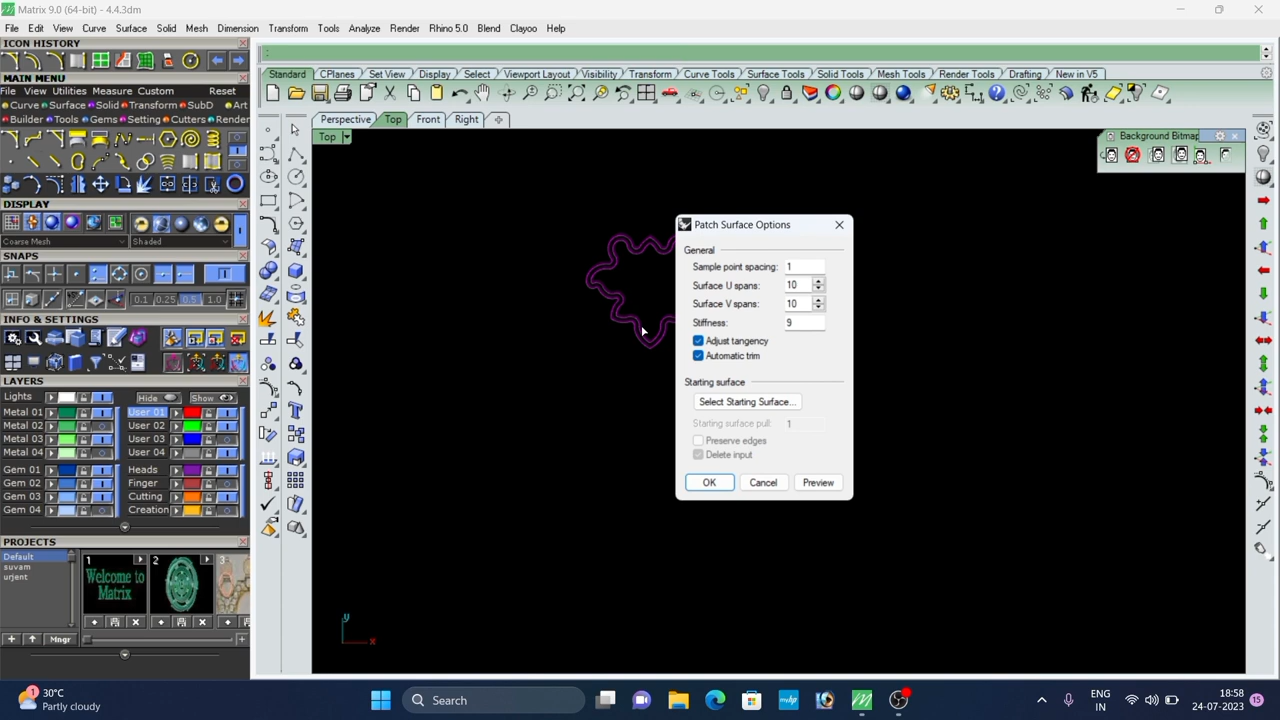 Matrix 9.0 (64-bit) - 4.4.3dm
File Edit View Curve Surface Solid Mesh Dimension Transform Tools Analyze Render Rhino 5.0 Blend Clayoo Help
ICON HISTORY
:
MAIN MENU
Standard CPlanes Set View Display Select Viewport Layout Visibility Transform Curve Tools Surface Tools Solid Tools Mesh Tools Render Tools Drafting New in V5
File View Utilities Measure Custom Reset
Curve Surface Solid Transform SubD Art
Builder Tools Gems Setting Cutters Render
Perspective Top Front Right
Top
Background Bitmap
DISPLAY
Coarse Mesh Shaded
SNAPS
0.1 0.25 0.5 1.0
INFO & SETTINGS
LAYERS
Lights Hide Show
Metal 01 User 01
Metal 02 User 02
Metal 03 User 03
Metal 04 User 04
Gem 01 Heads
Gem 02 Finger
Gem 03 Cutting
Gem 04 Creation
PROJECTS
Default
suvam
urjent
1 2 3
Welcome to Matrix
Mngr
Patch Surface Options
General
Sample point spacing: 1
Surface U spans: 10
Surface V spans: 10
Stiffness: 9
Adjust tangency
Automatic trim
Starting surface
Select Starting Surface...
Starting surface pull: 1
Preserve edges
Delete input
OK Cancel Preview
y
x
30°C
Partly cloudy
1
Search
ENG
IN
18:58
24-07-2023
15